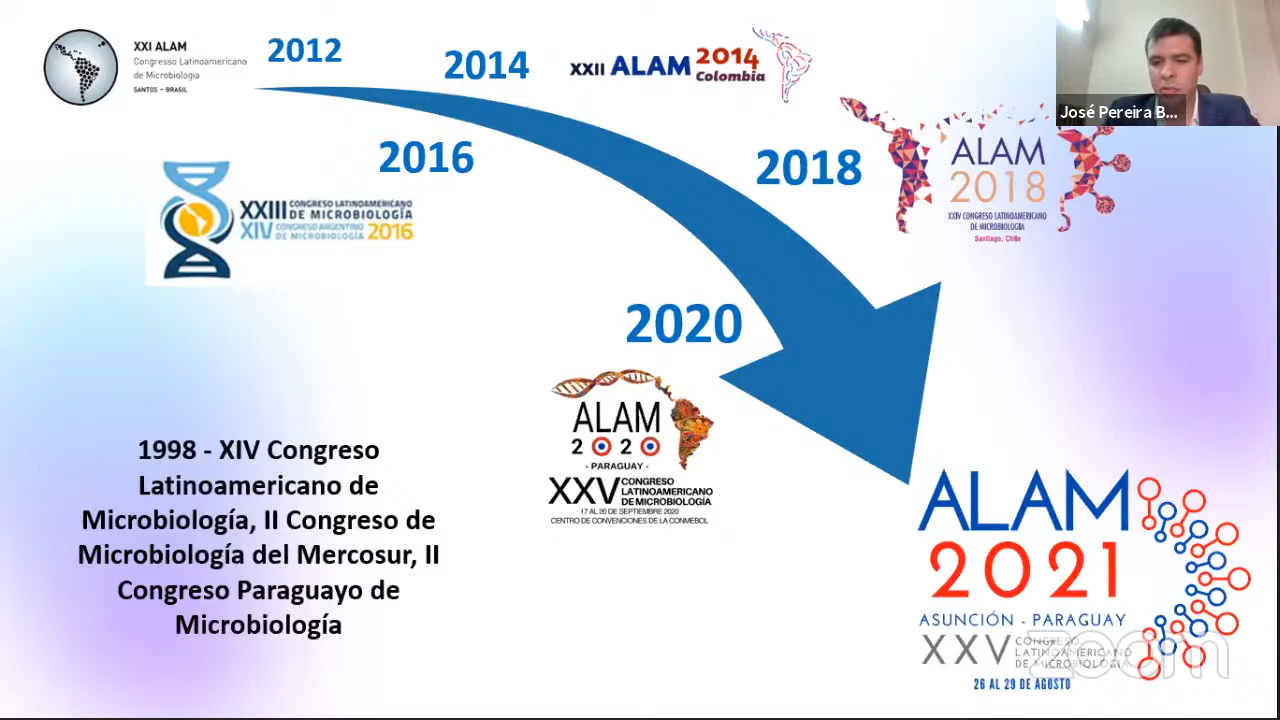 XXI ALAM
Congreso Latinoamericano
de Microbiología
SANTOS - BRASIL
2012
2014
XXII ALAM 2014
Colombia
José Pereira B...
2016
2018
ALAM
2018
XXIV CONGRESO LATINOAMERICANO
DE MICROBIOLOGIA
Santiago, Chile
XXIII CONGRESO LATINOAMERICANO
DE MICROBIOLOGÍA
XIV CONGRESO ARGENTINO
DE MICROBIOLOGÍA 2016
2020
ALAM
2020
- PARAGUAY -
XXV CONGRESO
LATINOAMERICANO
DE MICROBIOLOGÍA
17 AL 20 DE SEPTIEMBRE 2020
CENTRO DE CONVENCIONES DE LA CONMEBOL
1998 - XIV Congreso
Latinoamericano de
Microbiología, II Congreso de
Microbiología del Mercosur, II
Congreso Paraguayo de
Microbiología
ALAM
2021
ASUNCIÓN - PARAGUAY
XXV CONGRESO
LATINOAMERICANO
DE MICROBIOLOGÍA
26 AL 29 DE AGOSTO
zoom